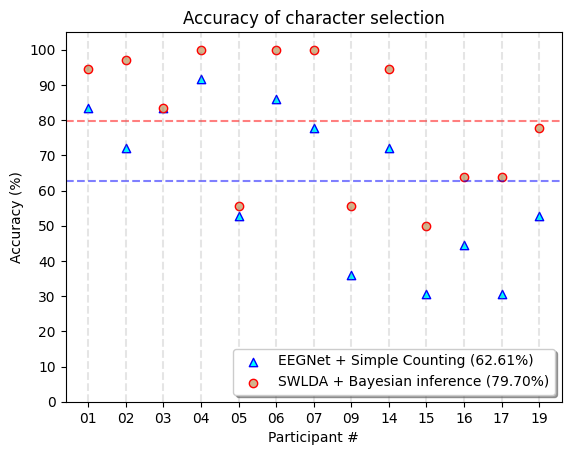 Accuracy of character selection
Accuracy (%)
100
90
80
70
60
50
40
30
20
10
0
EEGNet + Simple Counting (62.61%)
SWLDA + Bayesian inference (79.70%)
01 02 03 04 05 06 07 09 14 15 16 17 19
Participant #